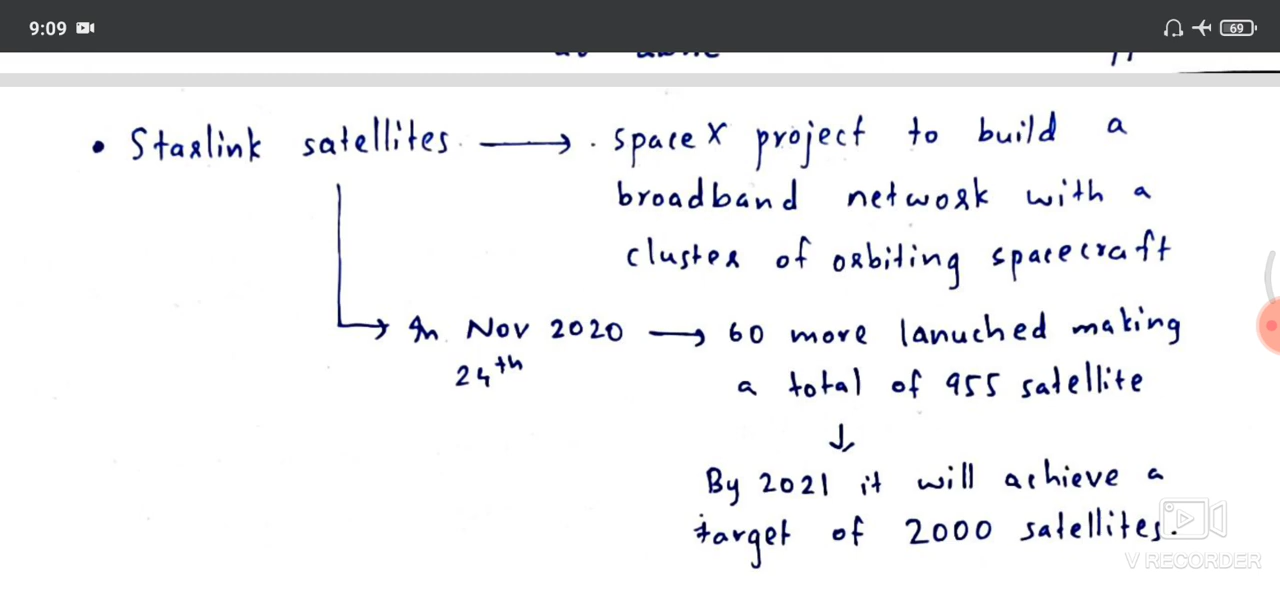 9:09
69
• Starlink satellites. → . spaceX project to build a
broadband network with a
cluster of orbiting spacecraft
→ In Nov 2020 → 60 more lanuched making
24th
a total of 955 satellite
↓
By 2021 it will achieve a
target of 2000 satellites.
V RECORDER